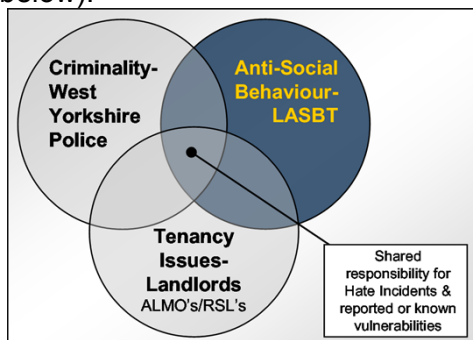 below).
Criminality-
West
Yorkshire
Police
Anti-Social
Behaviour-
LASBT
Tenancy
Issues-
Landlords
ALMO's/RSL's
Shared
responsibility for
Hate Incidents &
reported or known
vulnerabilities